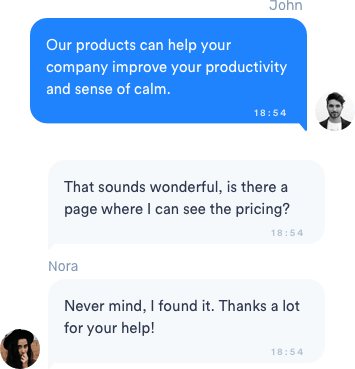 John
Our products can help your
company improve your productivity
and sense of calm.
18:54
That sounds wonderful, is there a
page where I can see the pricing?
18:54
Nora
Never mind, I found it. Thanks a lot
for your help!
18:54